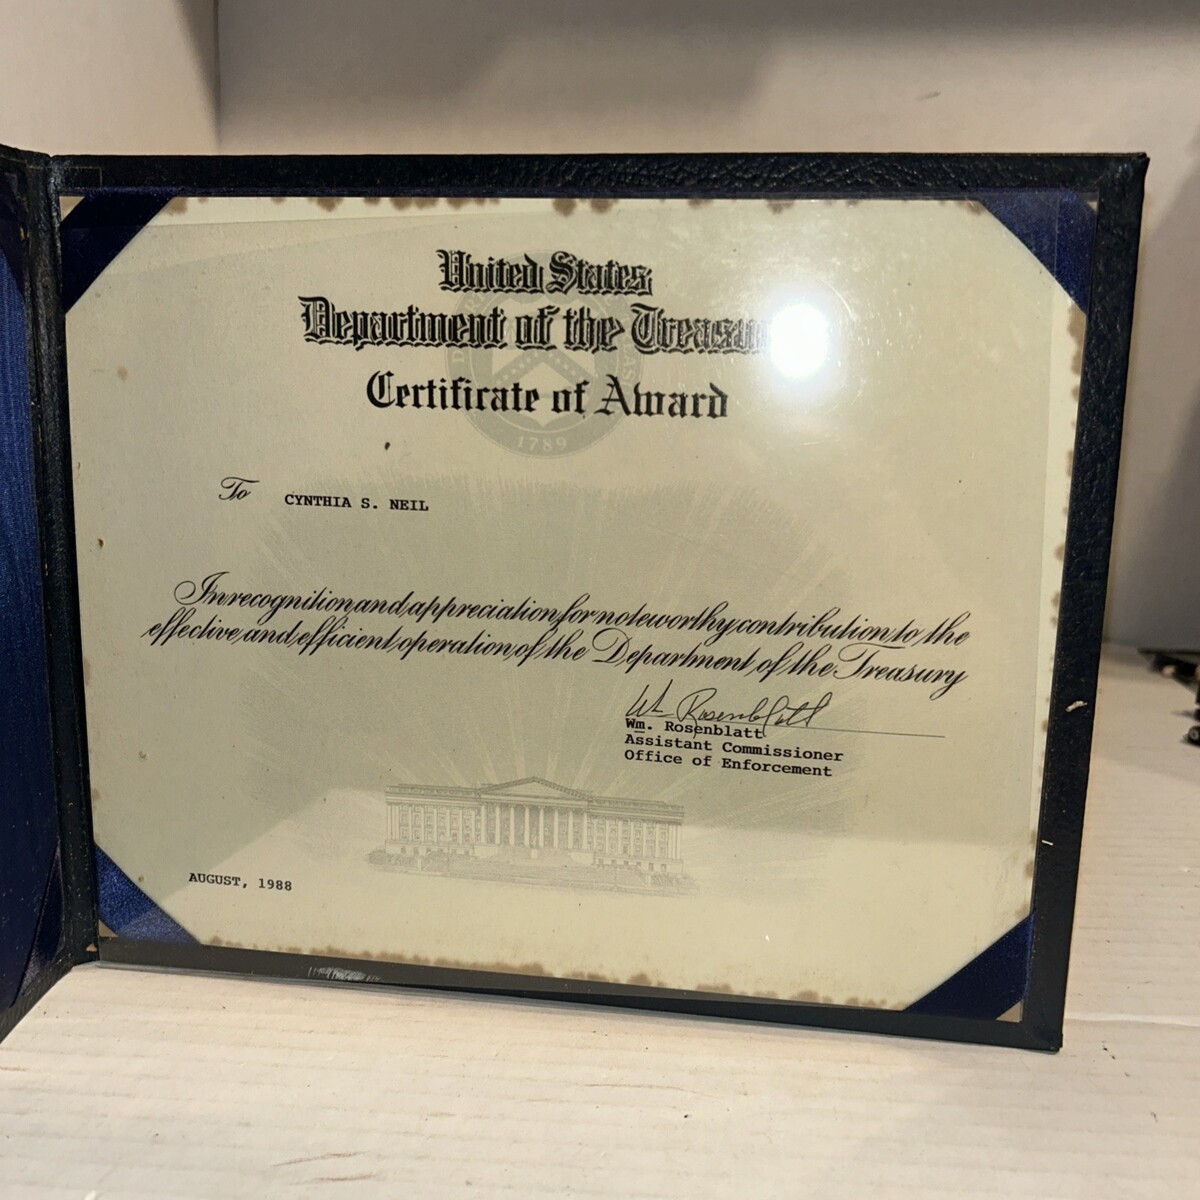 United States
Department of the
Certificate of Award
1789
To CYNTHIA S. NEIL
In recognition and appreciation for noteworthy contribution to the
effective and efficient operation of the Department of the Treasury
Wm Rosenblatt
Wm. Rosenblatt
Assistant Commissioner
Office of Enforcement
AUGUST, 1988